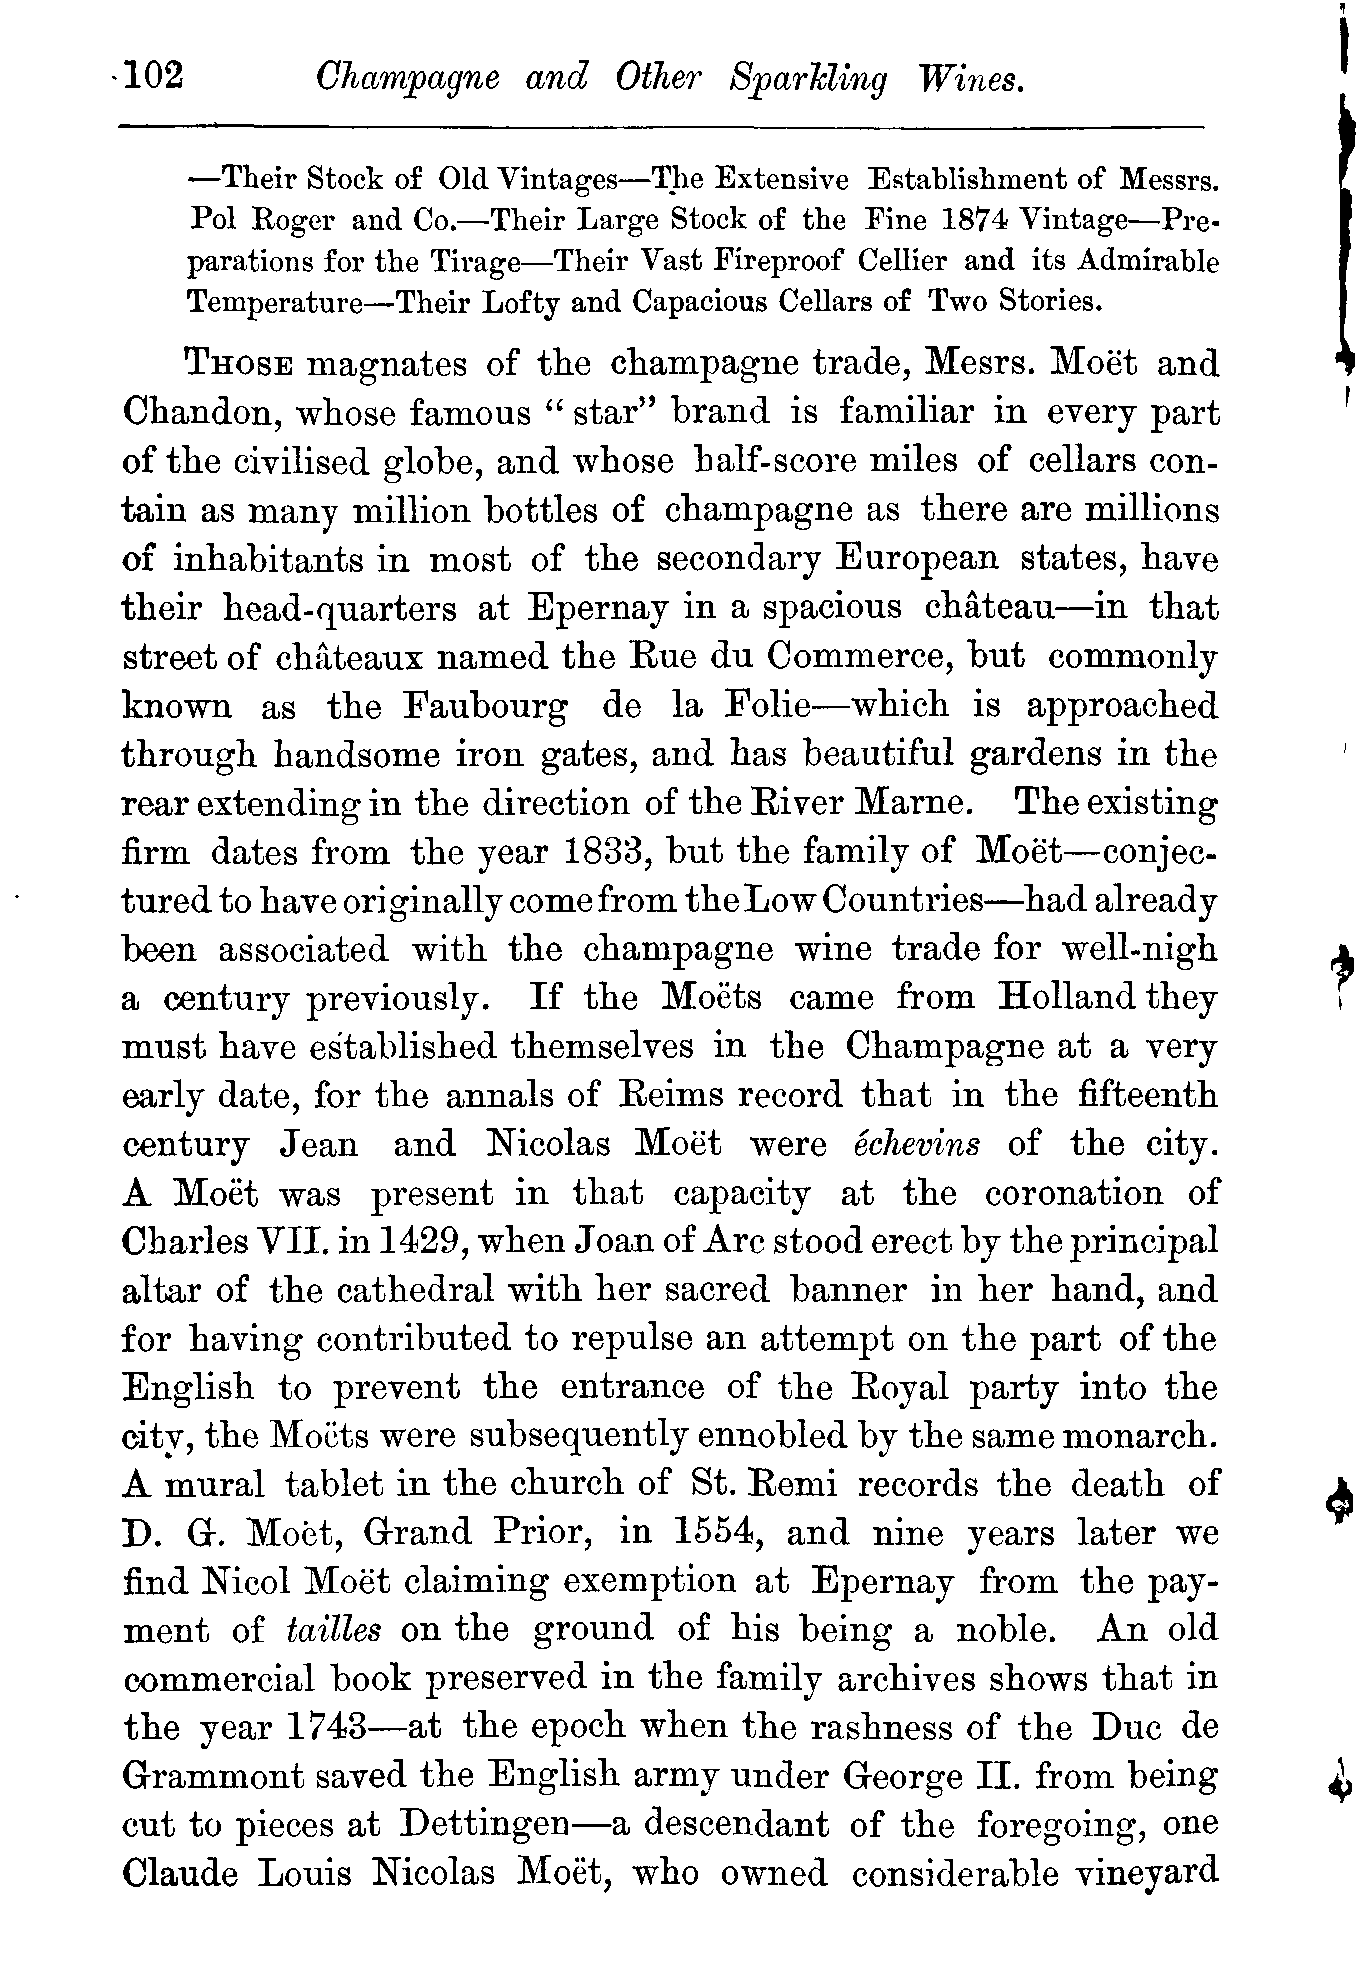 102 Champagne and Other Sparkling Wines.
—Their Stock of Old Vintages—The Extensive Establishment of Messrs.
Pol Roger and Co.—Their Large Stock of the Fine 1874 Vintage—Pre-
parations for the Tirage—Their Vast Fireproof Cellier and its Admirable
Temperature—Their Lofty and Capacious Cellars of Two Stories.
THOSE magnates of the champagne trade, Mesrs. Moët and
Chandon, whose famous “ star” brand is familiar in every part
of the civilised globe, and whose half-score miles of cellars con-
tain as many million bottles of champagne as there are millions
of inhabitants in most of the secondary European states, have
their head-quarters at Epernay in a spacious château—in that
street of châteaux named the Rue du Commerce, but commonly
known as the Faubourg de la Folie—which is approached
through handsome iron gates, and has beautiful gardens in the
rear extending in the direction of the River Marne. The existing
firm dates from the year 1833, but the family of Moët—conjec-
tured to have originally come from the Low Countries—had already
been associated with the champagne wine trade for well-nigh
a century previously. If the Moëts came from Holland they
must have established themselves in the Champagne at a very
early date, for the annals of Reims record that in the fifteenth
century Jean and Nicolas Moët were échevins of the city.
A Moët was present in that capacity at the coronation of
Charles VII. in 1429, when Joan of Arc stood erect by the principal
altar of the cathedral with her sacred banner in her hand, and
for having contributed to repulse an attempt on the part of the
English to prevent the entrance of the Royal party into the
city, the Moëts were subsequently ennobled by the same monarch.
A mural tablet in the church of St. Remi records the death of
D. G. Moët, Grand Prior, in 1554, and nine years later we
find Nicol Moët claiming exemption at Epernay from the pay-
ment of tailles on the ground of his being a noble. An old
commercial book preserved in the family archives shows that in
the year 1743—at the epoch when the rashness of the Duc de
Grammont saved the English army under George II. from being
cut to pieces at Dettingen—a descendant of the foregoing, one
Claude Louis Nicolas Moët, who owned considerable vineyard